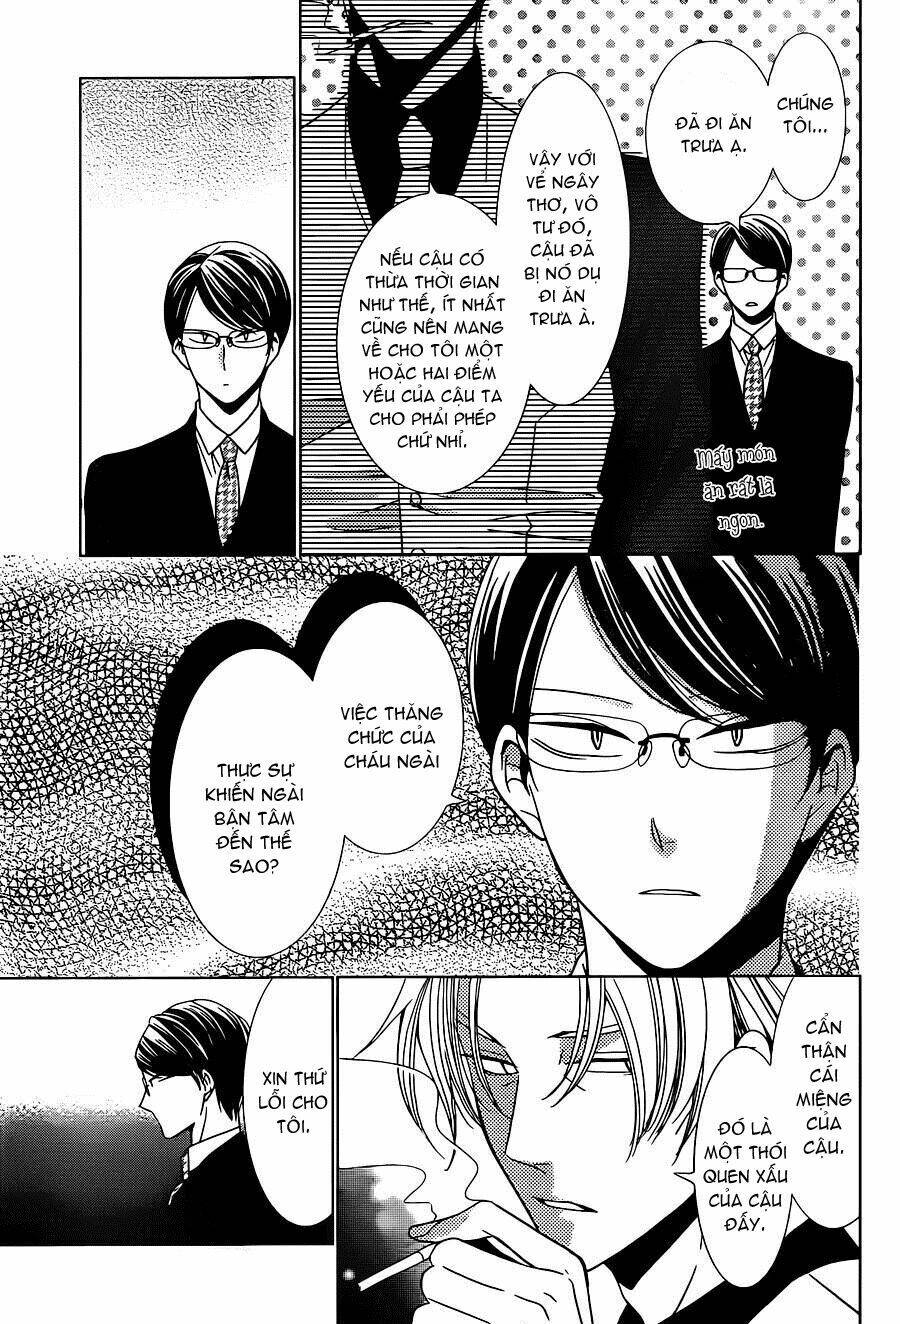 CHÚNG
TÔI...
ĐÃ ĐI ĂN
TRƯA Ạ.
Mấy món
ăn rất là
ngon.
VẬY VỚI
VẺ NGÂY
THƠ, VÔ
TƯ ĐÓ,
CẬU ĐÃ
BỊ NÓ DỤ
ĐI ĂN
TRƯA À.
NẾU CẬU CÓ
THỪA THỜI GIAN
NHƯ THẾ, ÍT NHẤT
CŨNG NÊN MANG
VỀ CHO TÔI MỘT
HOẶC HAI ĐIỂM
YẾU CỦA CẬU TA
CHO PHẢI PHÉP
CHỨ NHỈ.
VIỆC THĂNG
CHỨC CỦA
CHÁU NGÀI
THỰC SỰ
KHIẾN NGÀI
BẬN TÂM
ĐẾN THẾ
SAO?
CẨN
THẬN
CÁI
MIỆNG
CỦA
CẬU.
ĐÓ LÀ
MỘT THÓI
QUEN XẤU
CỦA CẬU
ĐẤY.
XIN THỨ
LỖI CHO
TÔI.